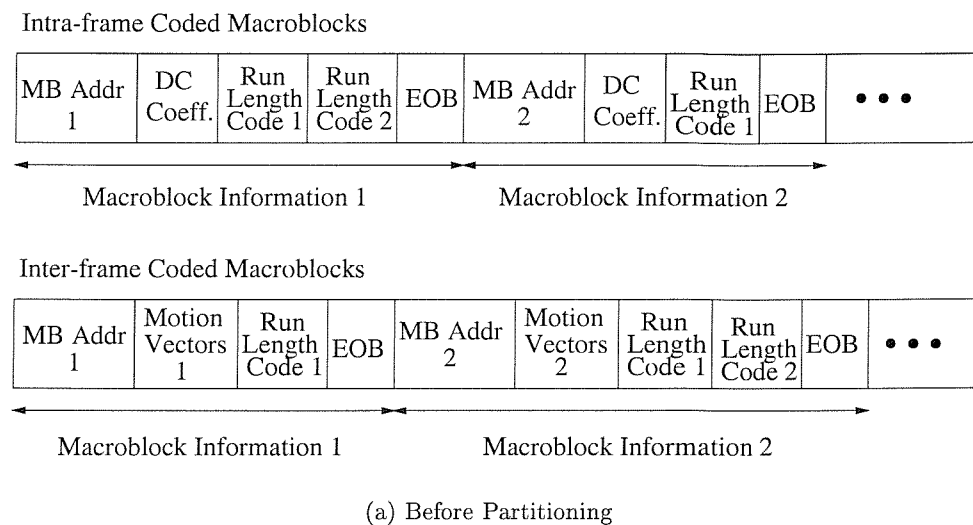 Intra-frame Coded Macroblocks
MB Addr 1 DC Coeff. Run Length Code 1 Run Length Code 2 EOB MB Addr 2 DC Coeff. Run Length Code 1 EOB • • •
Macroblock Information 1 Macroblock Information 2
Inter-frame Coded Macroblocks
MB Addr 1 Motion Vectors 1 Run Length Code 1 EOB MB Addr 2 Motion Vectors 2 Run Length Code 1 Run Length Code 2 EOB • • •
Macroblock Information 1 Macroblock Information 2
(a) Before Partitioning